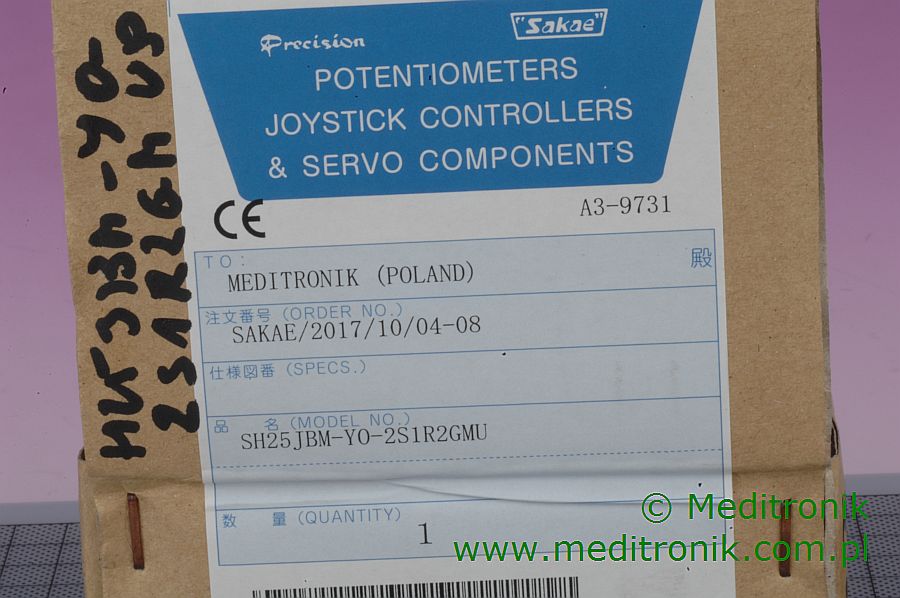 "Sakae"
Precision
POTENTIOMETERS
JOYSTICK CONTROLLERS
& SERVO COMPONENTS
CE
A3-9731
TO:
MEDITRONIK (POLAND)
殿
注文番号 (ORDER NO.)
SAKAE/2017/10/04-08
仕様図番 (SPECS.)
品 名 (MODEL NO.)
SH25JBM-YO-2S1R2GMU
数 量 (QUANTITY)
1
© Meditronik
www.meditronik.com.pl